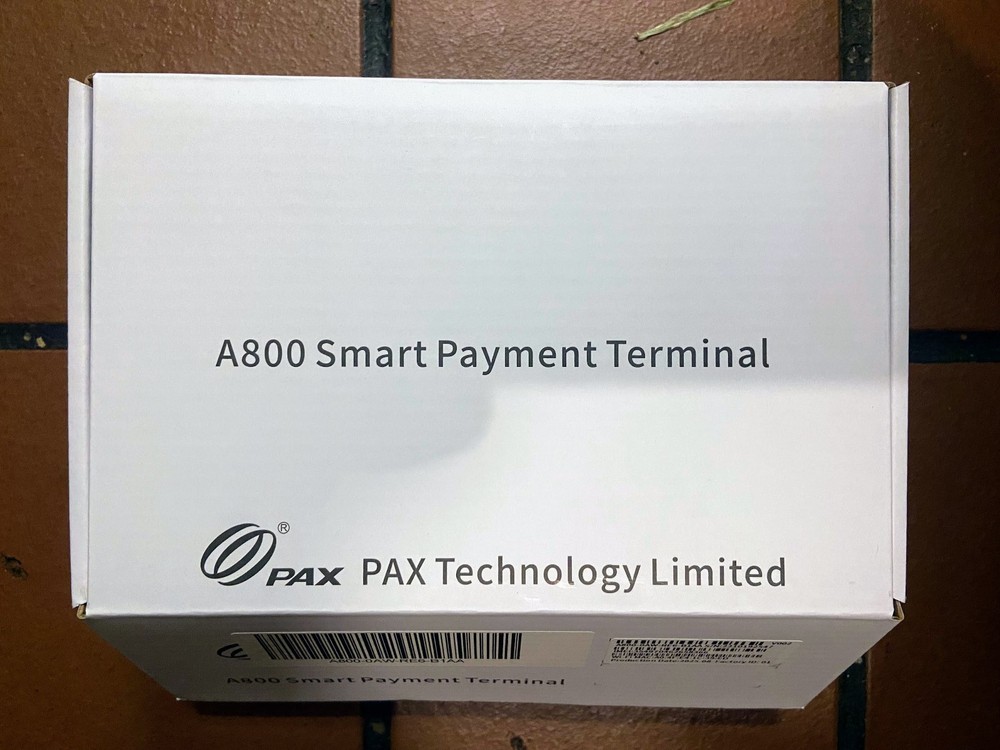 A800 Smart Payment Terminal
® PAX PAX Technology Limited
A800 Smart Payment Terminal